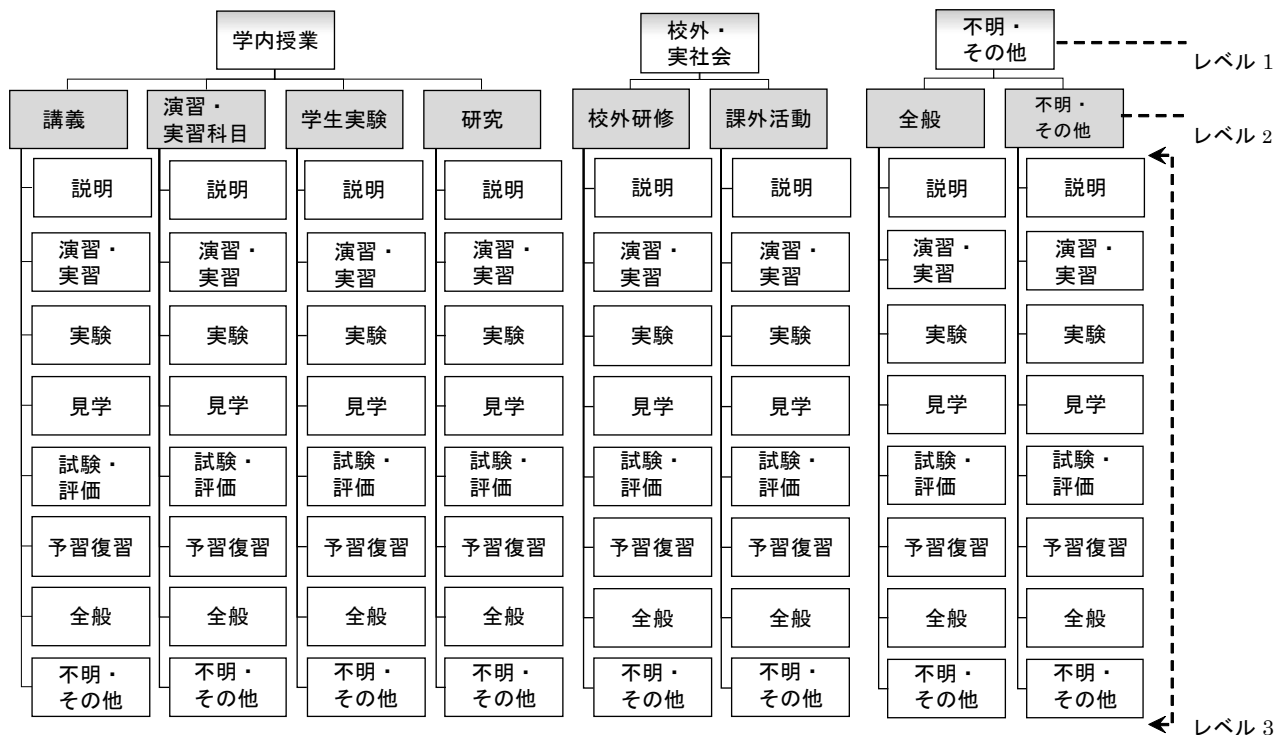 学内授業
校外・
実社会
不明・
その他
レベル 1
講義
演習・
実習科目
学生実験
研究
校外研修
課外活動
全般
不明・
その他
レベル 2
説明
説明
説明
説明
説明
説明
説明
説明
演習・
実習
演習・
実習
演習・
実習
演習・
実習
演習・
実習
演習・
実習
演習・
実習
演習・
実習
実験
実験
実験
実験
実験
実験
実験
実験
見学
見学
見学
見学
見学
見学
見学
見学
試験・
評価
試験・
評価
試験・
評価
試験・
評価
試験・
評価
試験・
評価
試験・
評価
試験・
評価
予習復習
予習復習
予習復習
予習復習
予習復習
予習復習
予習復習
予習復習
全般
全般
全般
全般
全般
全般
全般
全般
不明・
その他
不明・
その他
不明・
その他
不明・
その他
不明・
その他
不明・
その他
不明・
その他
不明・
その他
レベル 3